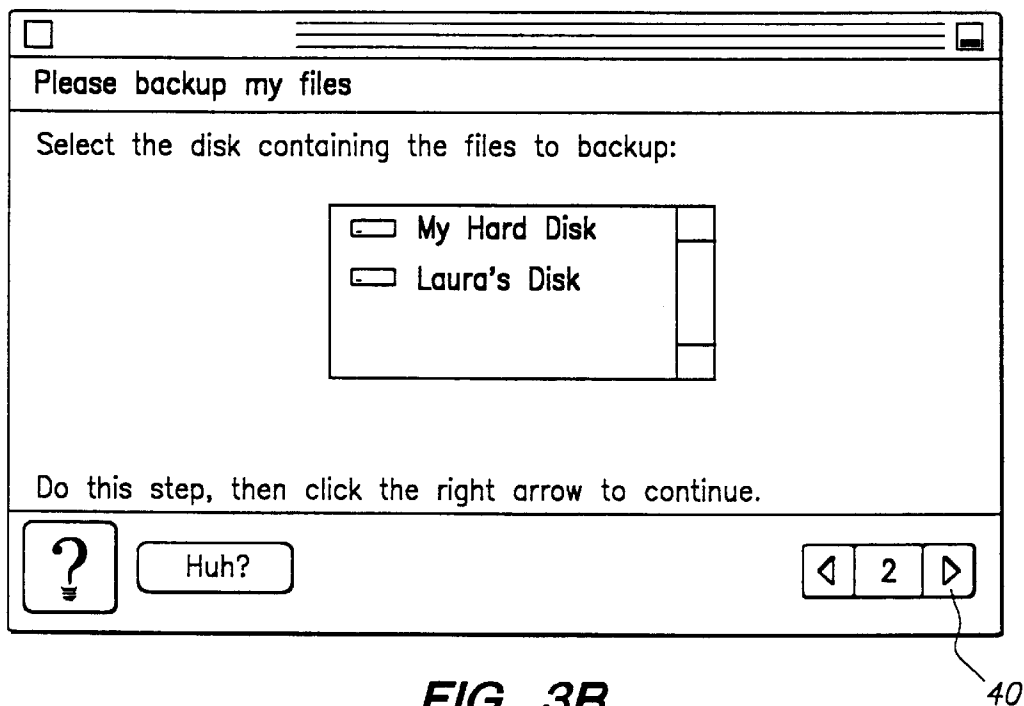 Please backup my files
Select the disk containing the files to backup:
My Hard Disk
Laura's Disk
Do this step, then click the right arrow to continue.
?
Huh?
2
40
FIG. 3B